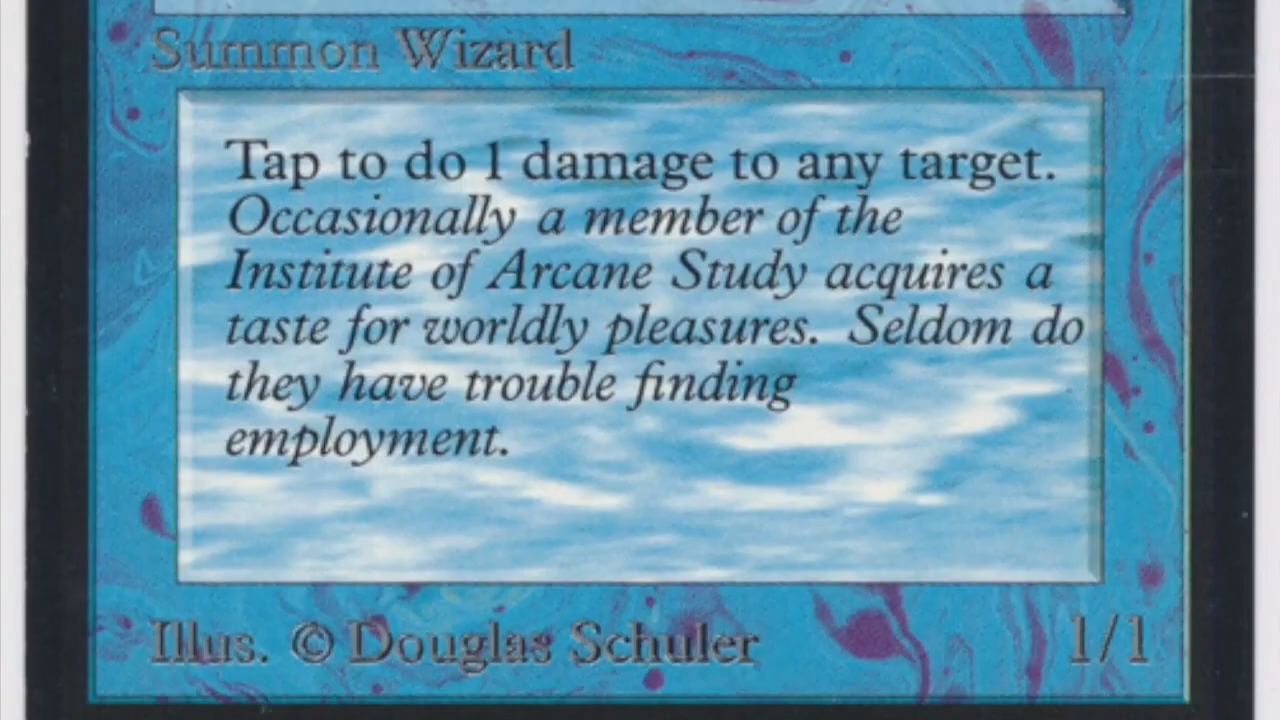 Summon Wizard
Tap to do 1 damage to any target.
Occasionally a member of the
Institute of Arcane Study acquires a
taste for worldly pleasures. Seldom do
they have trouble finding
employment.
Illus. © Douglas Schuler
1/1